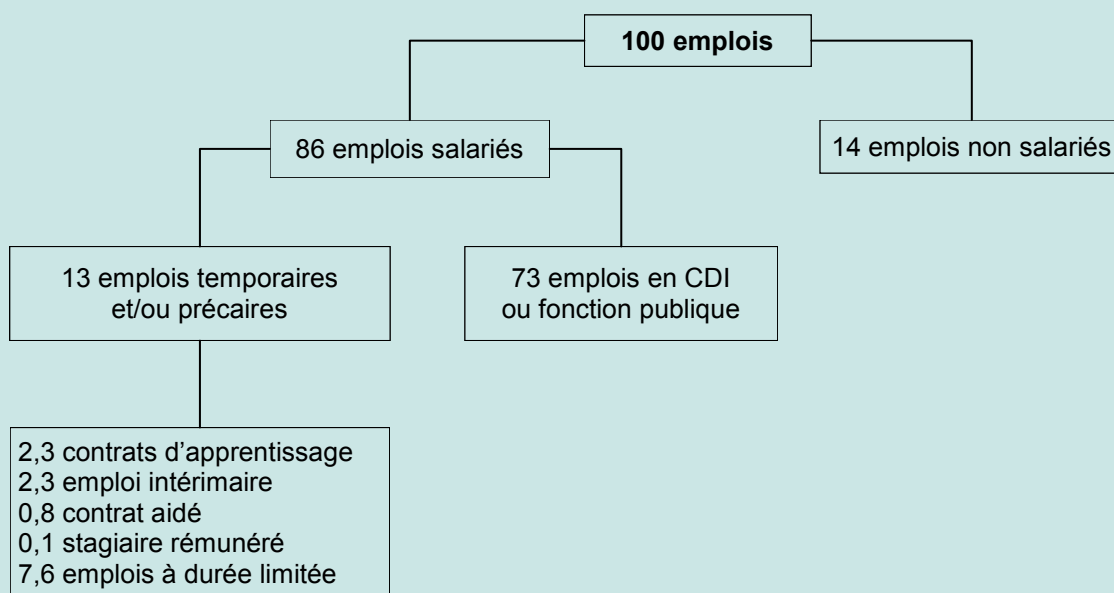 100 emplois
86 emplois salariés
14 emplois non salariés
13 emplois temporaires
et/ou précaires
73 emplois en CDI
ou fonction publique
2,3 contrats d’apprentissage
2,3 emploi intérimaire
0,8 contrat aidé
0,1 stagiaire rémunéré
7,6 emplois à durée limitée